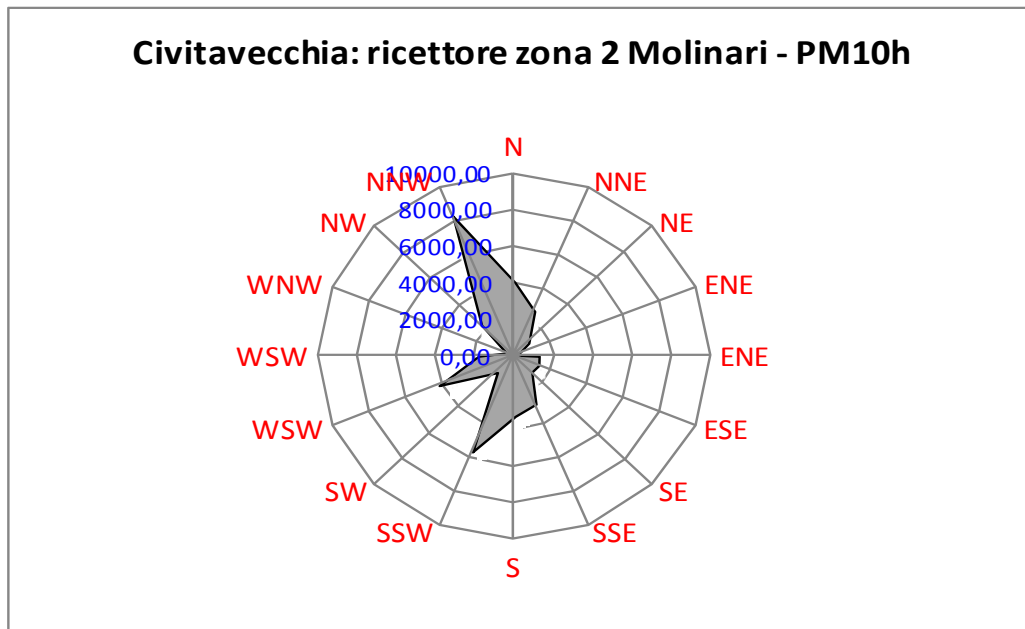 Civitavecchia: ricettore zona 2 Molinari - PM10h
N
NNE
NE
ENE
ENE
ESE
SE
SSE
S
SSW
SW
WSW
WSW
WNW
NW
NNW
10000,00
8000,00
6000,00
4000,00
2000,00
0,00